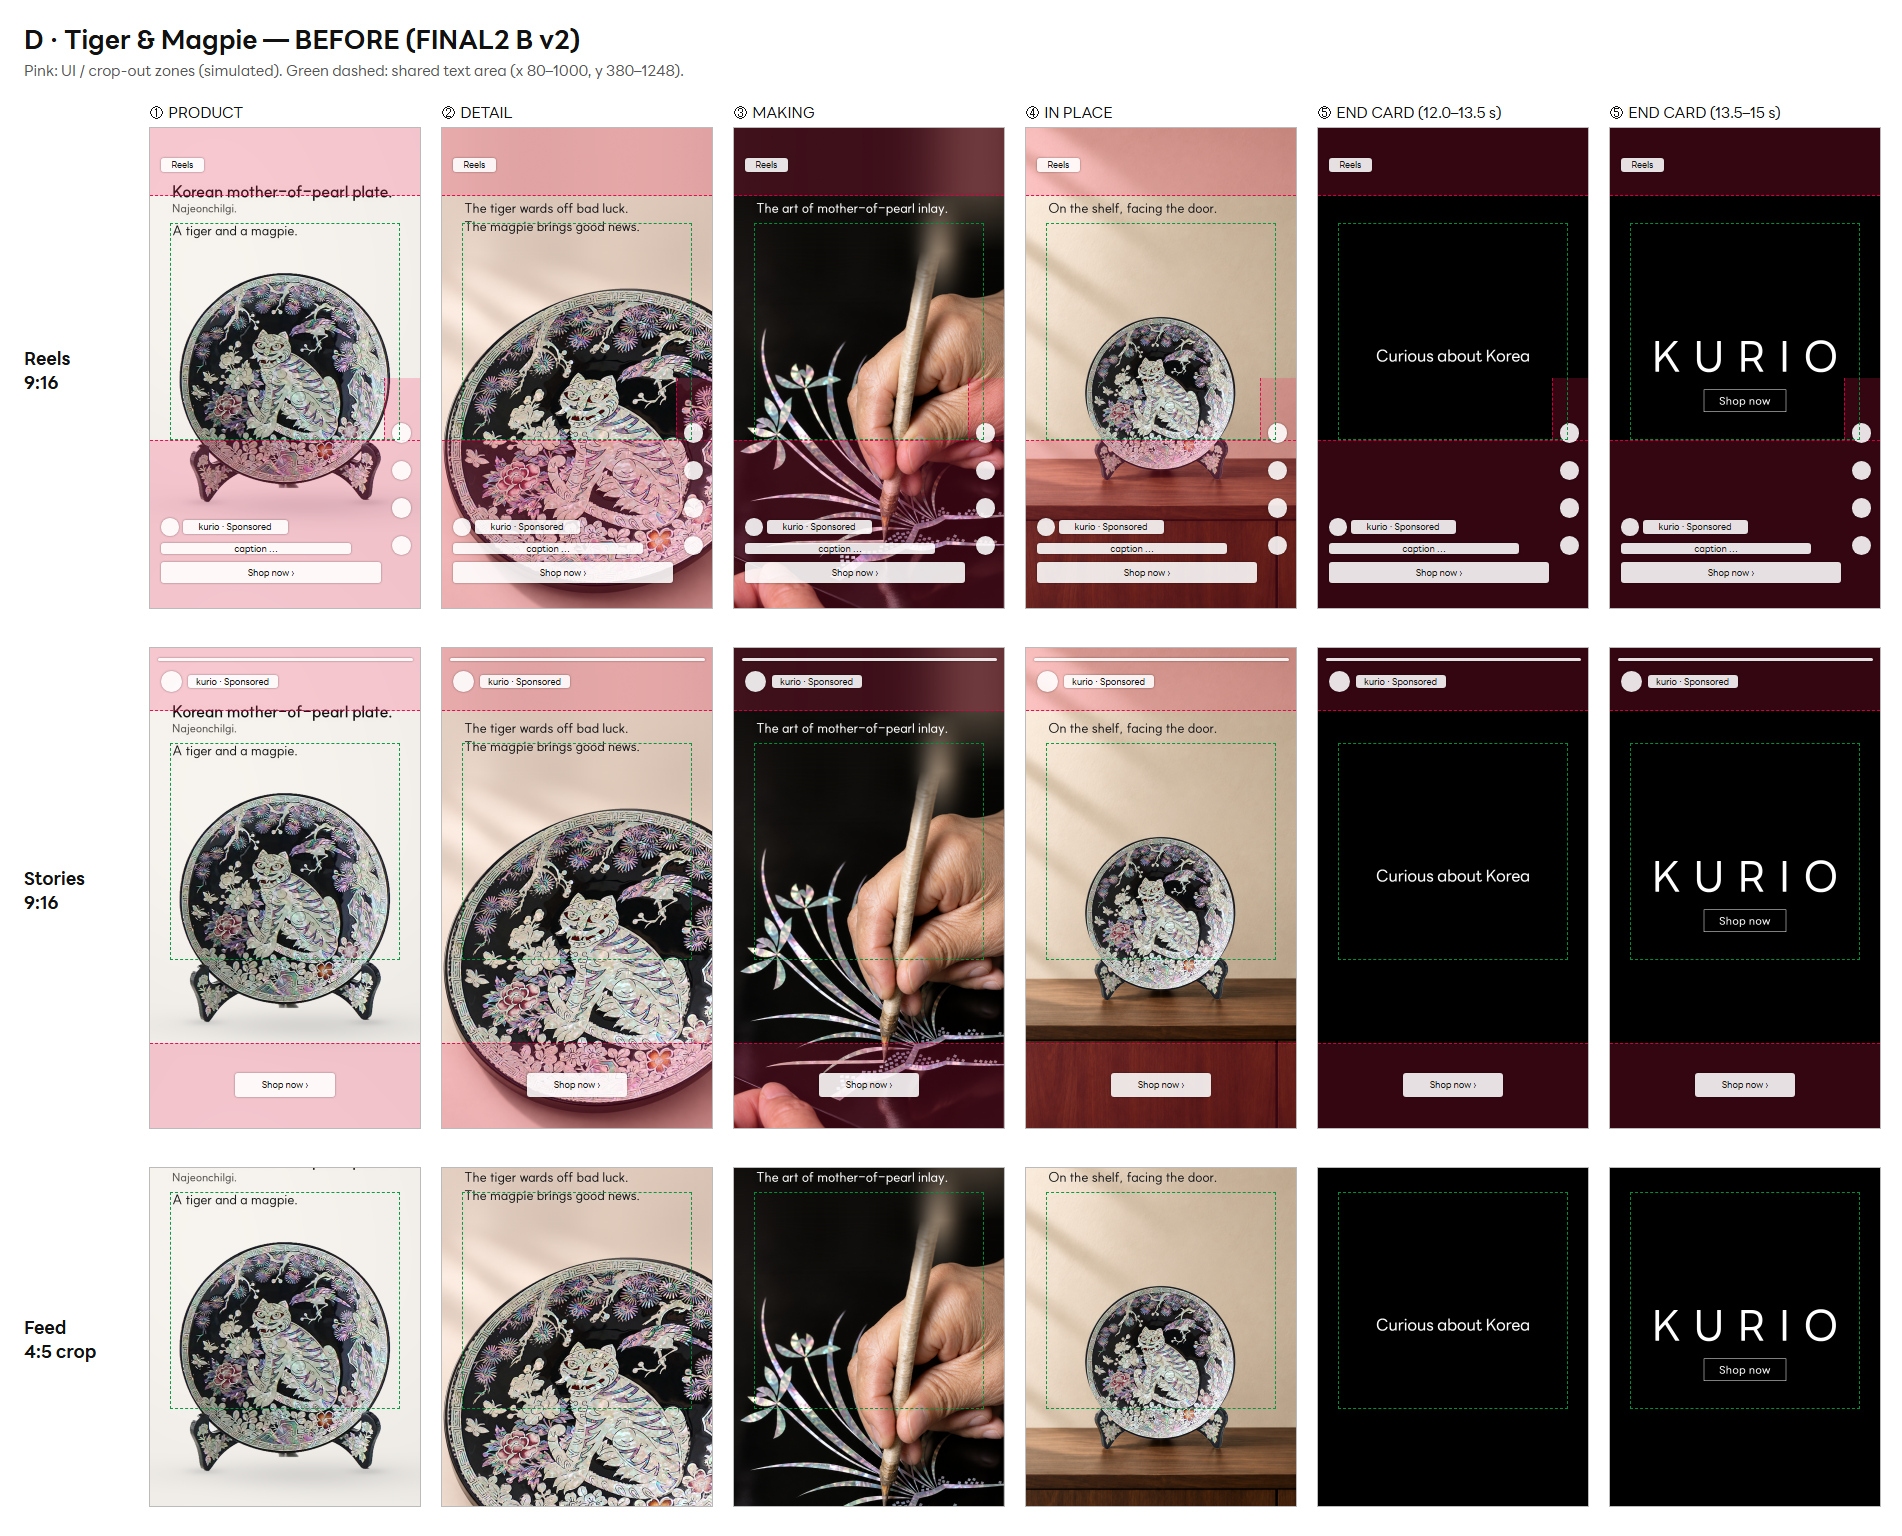 D · Tiger & Magpie — BEFORE (FINAL2 B v2)
Pink: UI / crop-out zones (simulated). Green dashed: shared text area (x 80–1000, y 380–1248).
① PRODUCT
② DETAIL
③ MAKING
④ IN PLACE
⑤ END CARD (12.0–13.5 s)
⑤ END CARD (13.5–15 s)
Reels
9:16
Reels
Korean mother-of-pearl plate.
Najeonchilgi.
A tiger and a magpie.
kurio · Sponsored
caption ...
Shop now ›
Reels
The tiger wards off bad luck.
The magpie brings good news.
kurio · Sponsored
caption ...
Shop now ›
Reels
The art of mother-of-pearl inlay.
kurio · Sponsored
caption ...
Shop now ›
Reels
On the shelf, facing the door.
kurio · Sponsored
caption ...
Shop now ›
Reels
Curious about Korea
kurio · Sponsored
caption ...
Shop now ›
Reels
KURIO
Shop now
kurio · Sponsored
caption ...
Shop now ›
Stories
9:16
kurio · Sponsored
Korean mother-of-pearl plate.
Najeonchilgi.
A tiger and a magpie.
Shop now ›
kurio · Sponsored
The tiger wards off bad luck.
The magpie brings good news.
Shop now ›
kurio · Sponsored
The art of mother-of-pearl inlay.
Shop now ›
kurio · Sponsored
On the shelf, facing the door.
Shop now ›
kurio · Sponsored
Curious about Korea
Shop now ›
kurio · Sponsored
KURIO
Shop now
Shop now ›
Feed
4:5 crop
Najeonchilgi.
A tiger and a magpie.
The tiger wards off bad luck.
The magpie brings good news.
The art of mother-of-pearl inlay.
On the shelf, facing the door.
Curious about Korea
KURIO
Shop now